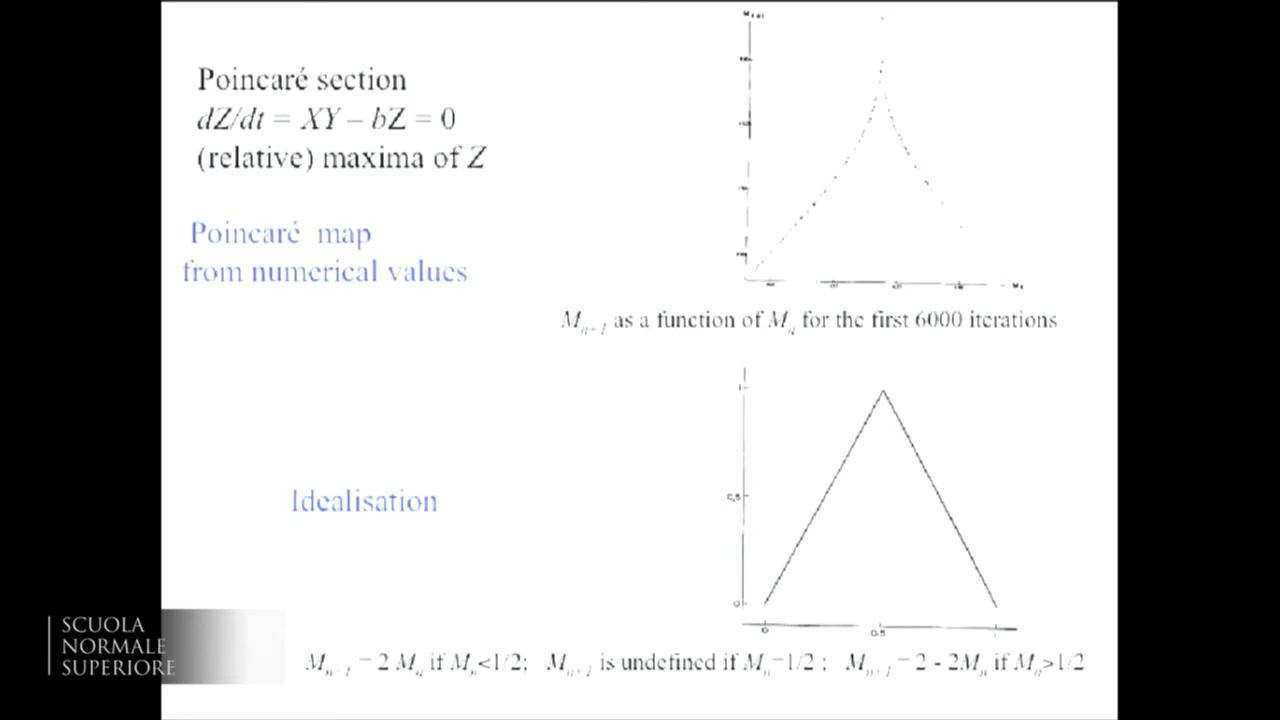 Poincaré section
dZ/dt = XY – bZ = 0
(relative) maxima of Z
Poincaré map
from numerical values
M_{n+1} as a function of M_n for the first 6000 iterations
1
0,5
0
0
0.5
Idealisation
M_{n+1} = 2 M_n if M_n<1/2; M_{n+1} is undefined if M_n=1/2 ; M_{n+1} = 2 - 2M_n if M_n>1/2
SCUOLA
NORMALE
SUPERIORE